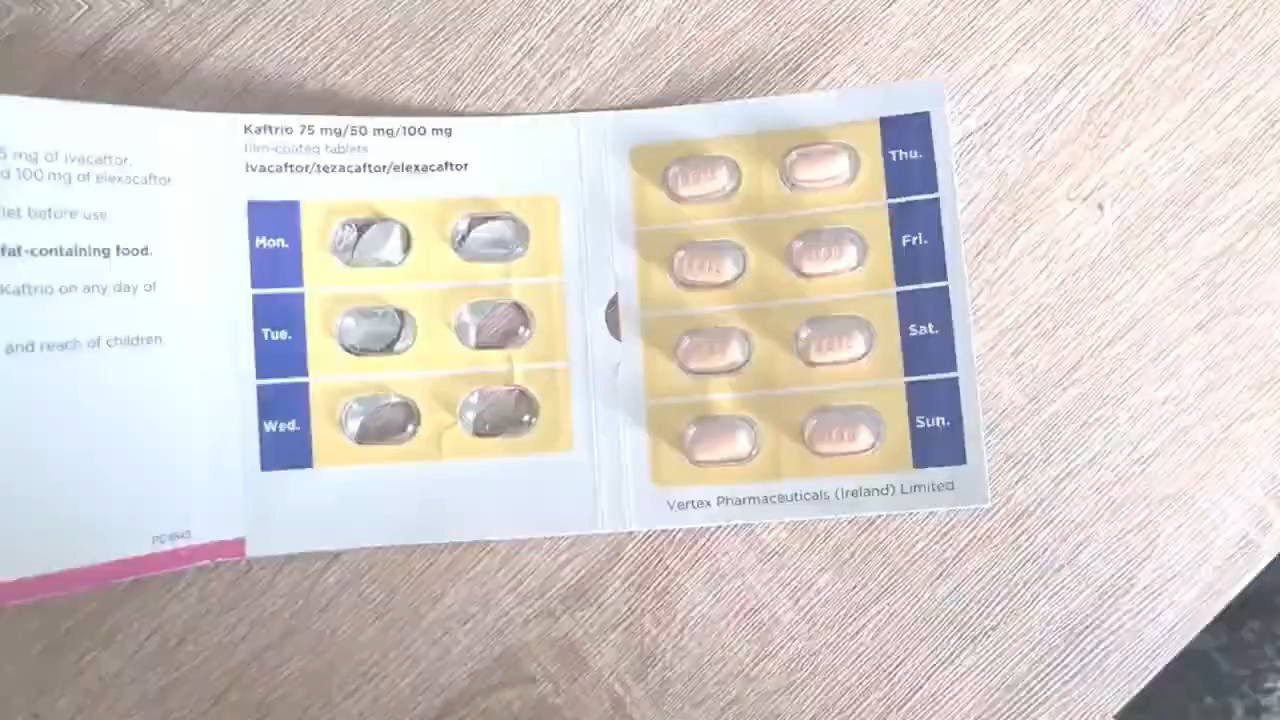 5 mg of ivacaftor,
d 100 mg of elexacaftor
let before use
fat-containing food.
Kaftrio on any day of
and reach of children.
Kaftrio 75 mg/50 mg/100 mg
film-coated tablets
ivacaftor/tezacaftor/elexacaftor
Mon.
Tue.
Wed.
Thu.
Fri.
Sat.
Sun.
Vertex Pharmaceuticals (Ireland) Limited